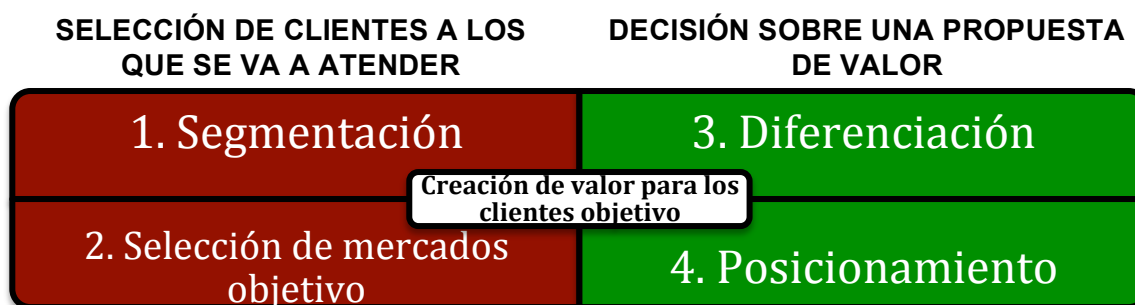 SELECCIÓN DE CLIENTES A LOS
QUE SE VA A ATENDER
DECISIÓN SOBRE UNA PROPUESTA
DE VALOR
1. Segmentación
3. Diferenciación
Creación de valor para los
clientes objetivo
2. Selección de mercados
objetivo
4. Posicionamiento